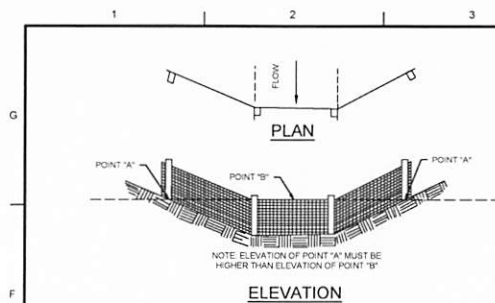 1 2 3
G
FLOW
PLAN
POINT "A"
POINT "B"
POINT "A"
NOTE: ELEVATION OF POINT "A" MUST BE
HIGHER THAN ELEVATION OF POINT "B"
F
ELEVATION